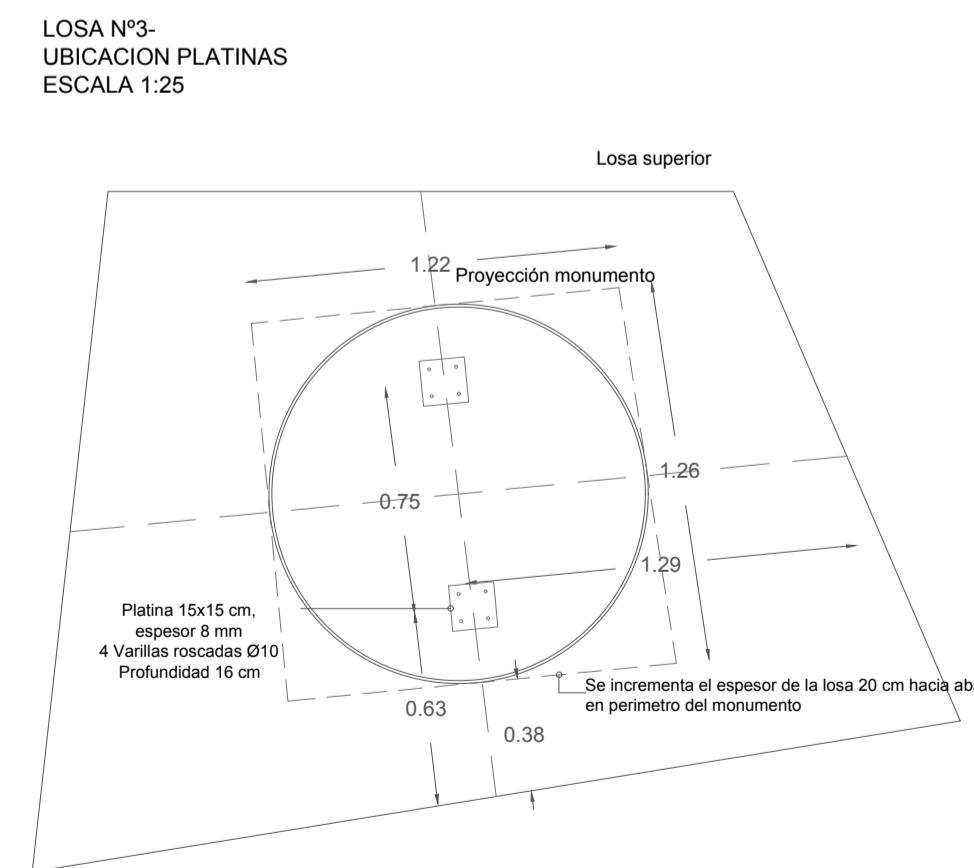 LOSA Nº3-
UBICACION PLATINAS
ESCALA 1:25
Losa superior
1.22
Proyección monumento
1.26
0.75
1.29
Platina 15x15 cm,
espesor 8 mm
4 Varillas roscadas Ø10
Profundidad 16 cm
Se incrementa el espesor de la losa 20 cm hacia ab
en perimetro del monumento
0.63
0.38